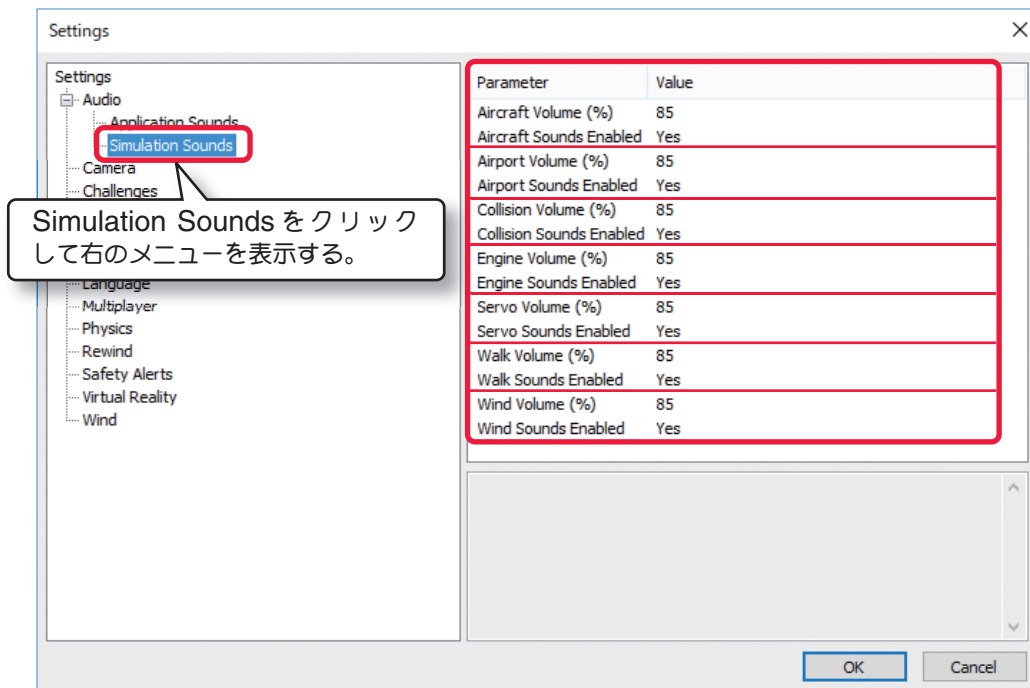 Settings
Settings
Audio
Application Sounds
Simulation Sounds
Camera
Challenges
Simulation Sounds をクリック
して右のメニューを表示する。
Language
Multiplayer
Physics
Rewind
Safety Alerts
Virtual Reality
Wind
Parameter Value
Aircraft Volume (%) 85
Aircraft Sounds Enabled Yes
Airport Volume (%) 85
Airport Sounds Enabled Yes
Collision Volume (%) 85
Collision Sounds Enabled Yes
Engine Volume (%) 85
Engine Sounds Enabled Yes
Servo Volume (%) 85
Servo Sounds Enabled Yes
Walk Volume (%) 85
Walk Sounds Enabled Yes
Wind Volume (%) 85
Wind Sounds Enabled Yes
OK Cancel